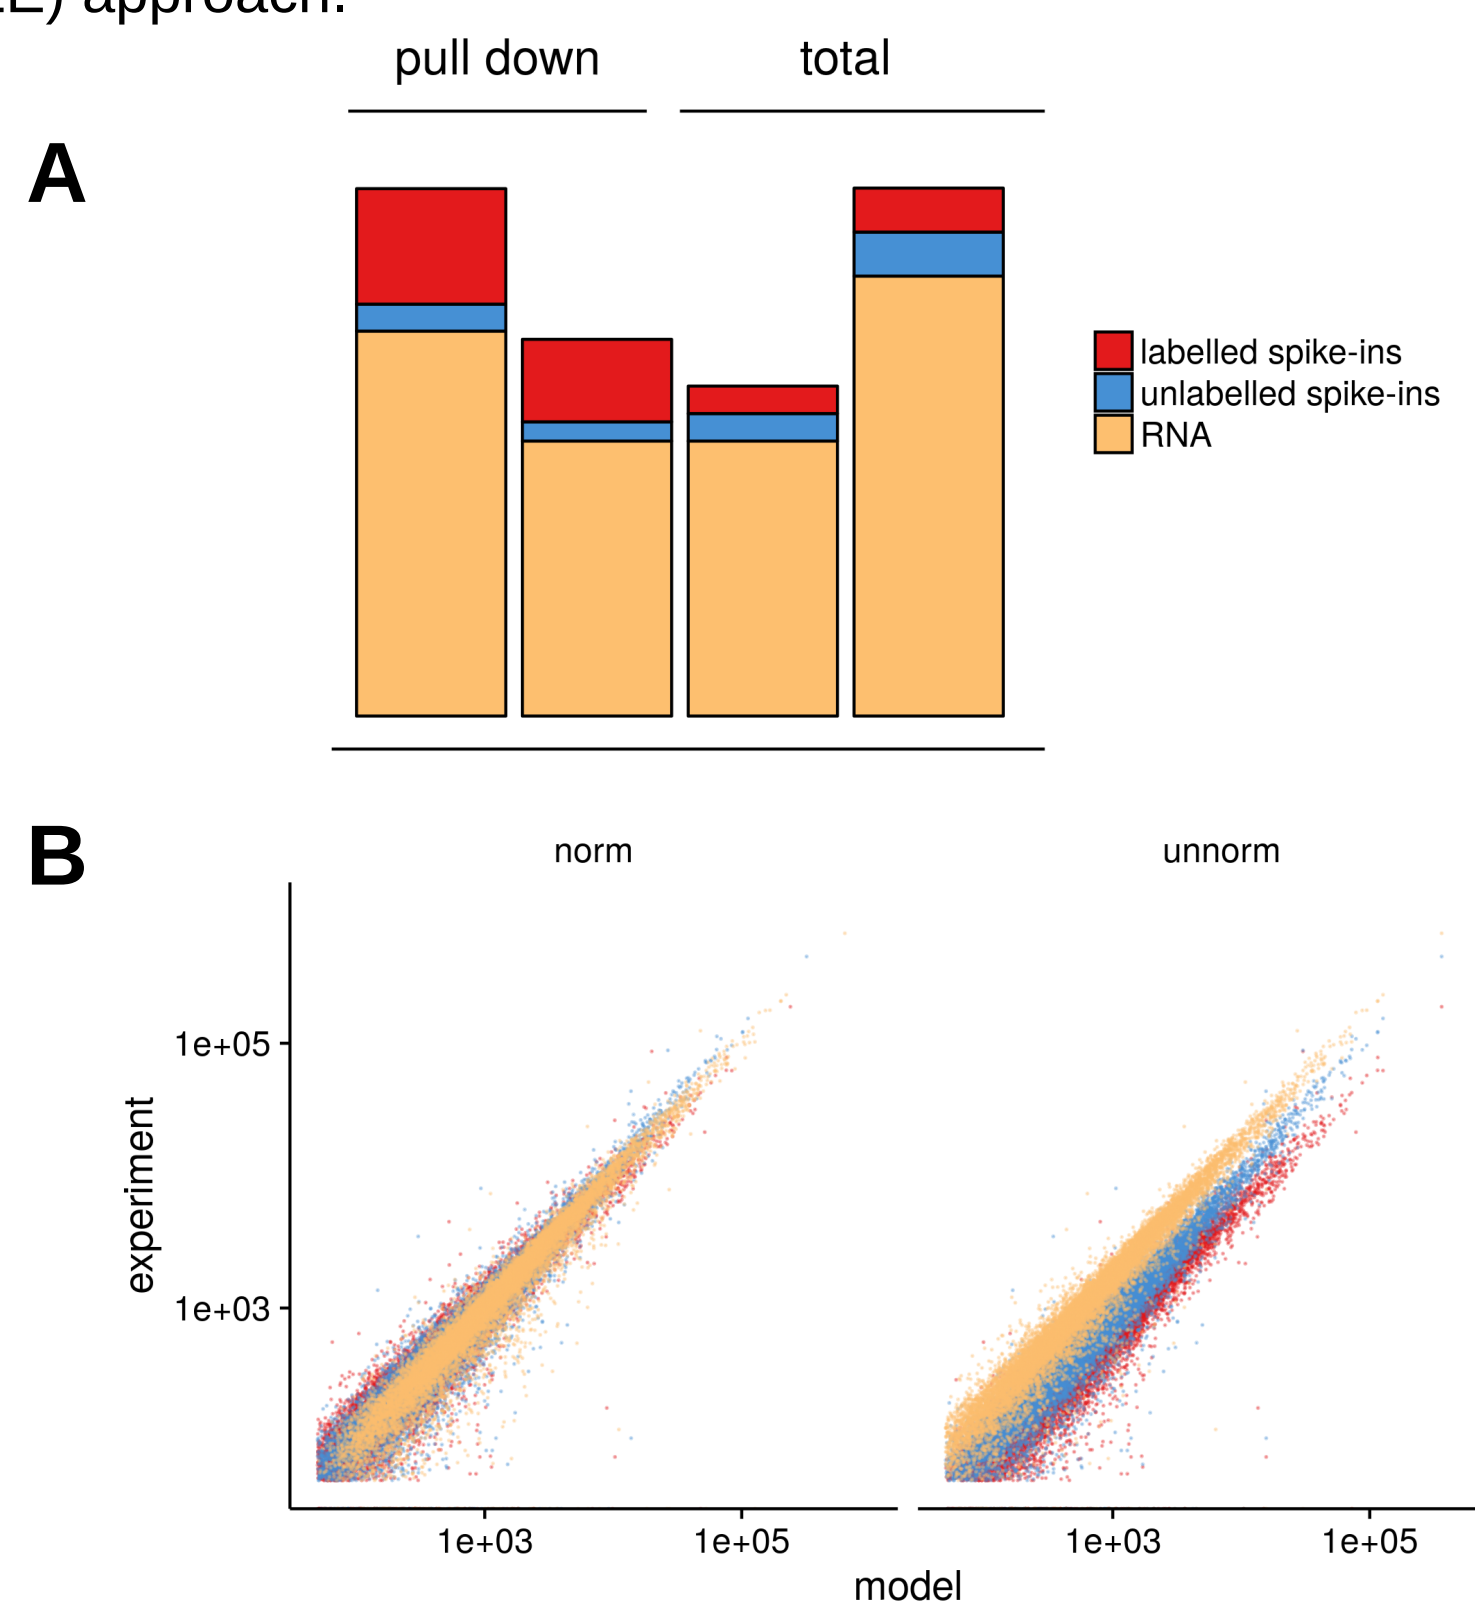 E) approach.
pull down total
A
labelled spike-ins
unlabelled spike-ins
RNA
B
norm unnorm
1e+05
1e+03
experiment
1e+03 1e+05 1e+03 1e+05
model